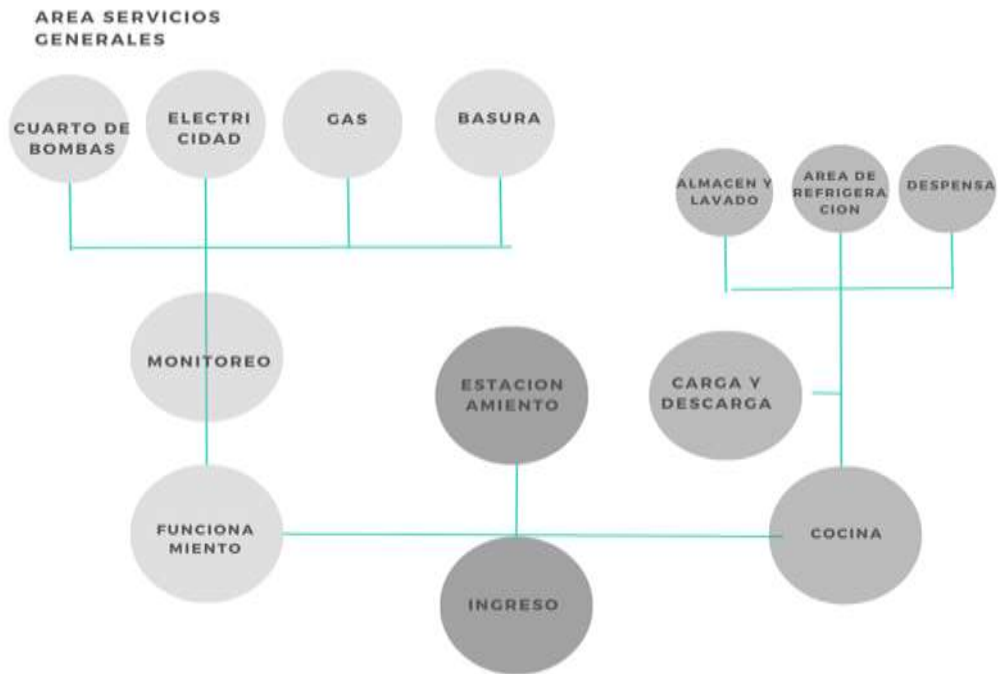 AREA SERVICIOS
GENERALES
CUARTO DE
BOMBAS
ELECTRI
CIDAD
GAS
BASURA
ALMACEN Y
LAVADO
AREA DE
REFRIGERA
CION
DESPENSA
MONITOREO
ESTACION
AMIENTO
CARGA Y
DESCARGA
FUNCIONA
MIENTO
COCINA
INGRESO